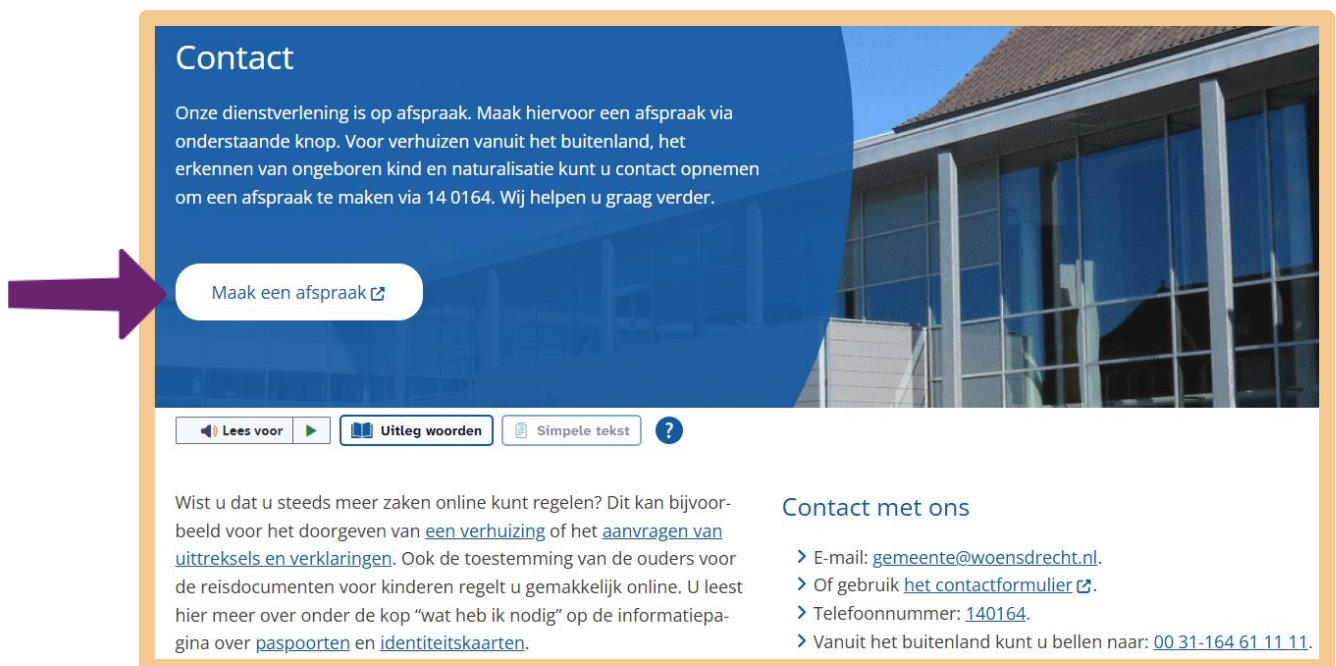 Contact
Onze dienstverlening is op afspraak. Maak hiervoor een afspraak via
onderstaande knop. Voor verhuizen vanuit het buitenland, het
erkennen van ongeboren kind en naturalisatie kunt u contact opnemen
om een afspraak te maken via 14 0164. Wij helpen u graag verder.
Maak een afspraak
Lees voor
Uitleg woorden
Simpele tekst
?
Wist u dat u steeds meer zaken online kunt regelen? Dit kan bijvoor-
beeld voor het doorgeven van een verhuizing of het aanvragen van
uittreksels en verklaringen. Ook de toestemming van de ouders voor
de reisdocumenten voor kinderen regelt u gemakkelijk online. U leest
hier meer over onder de kop “wat heb ik nodig” op de informatiepa-
gina over paspoorten en identiteitskaarten.
Contact met ons
E-mail: gemeente@woensdrecht.nl.
Of gebruik het contactformulier.
Telefoonnummer: 140164.
Vanuit het buitenland kunt u bellen naar: 00 31-164 61 11 11.